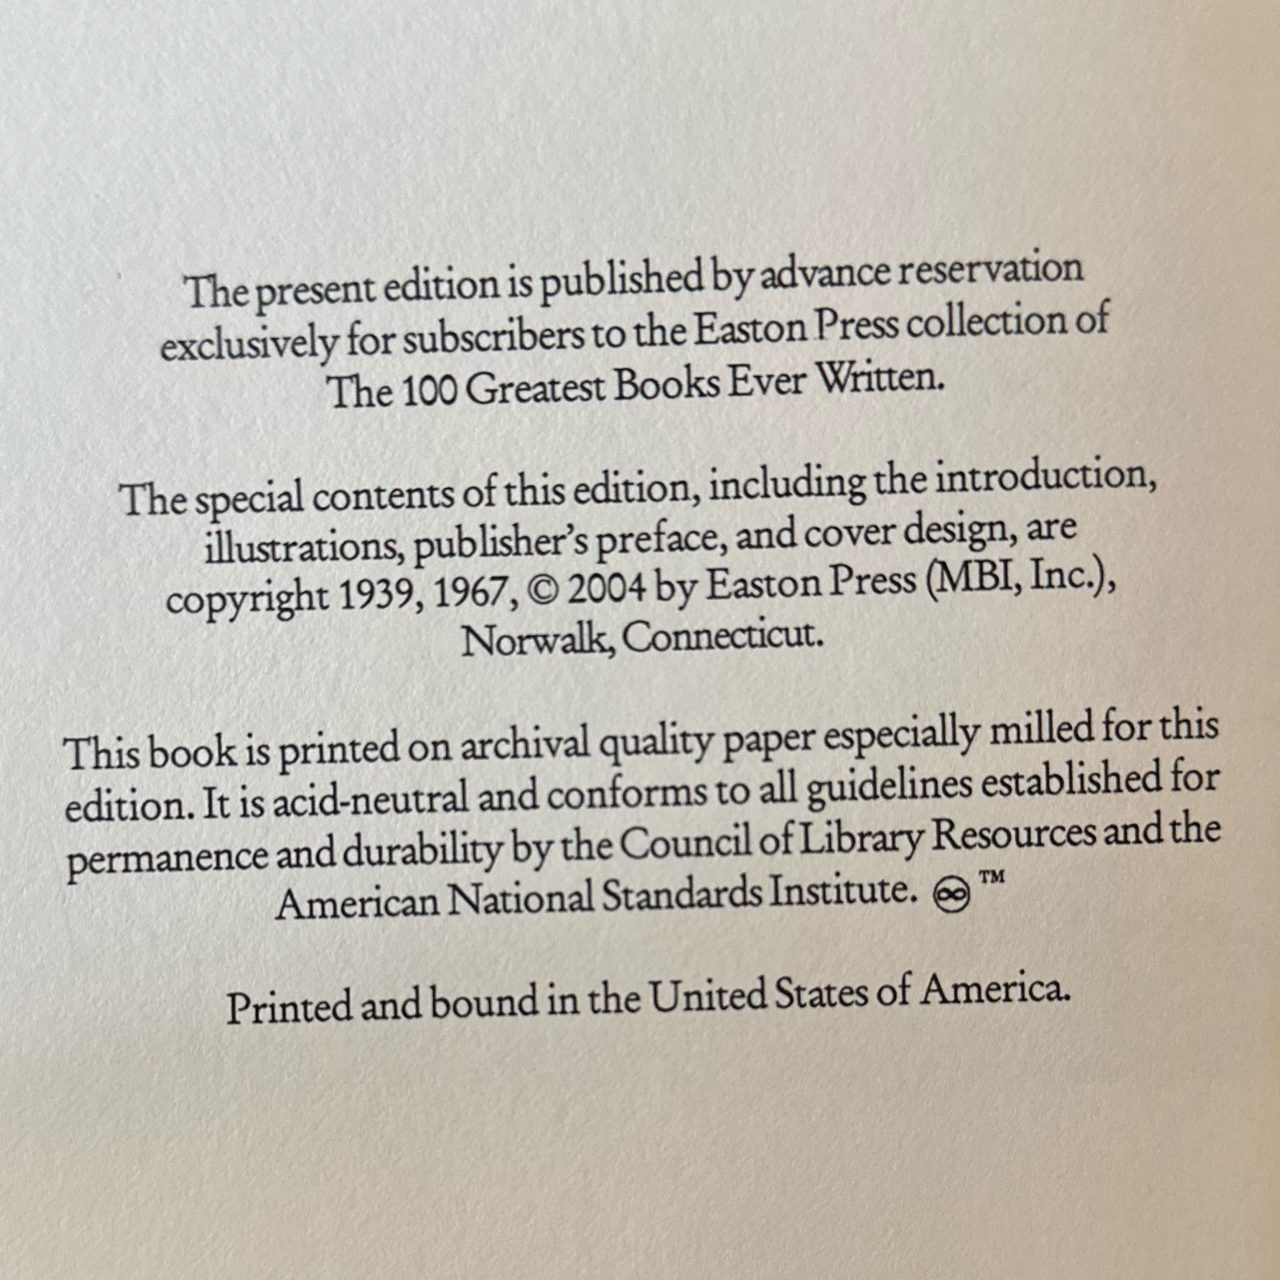 The present edition is published by advance reservation
exclusively for subscribers to the Easton Press collection of
The 100 Greatest Books Ever Written.
The special contents of this edition, including the introduction,
illustrations, publisher's preface, and cover design, are
copyright 1939, 1967, © 2004 by Easton Press (MBI, Inc.),
Norwalk, Connecticut.
This book is printed on archival quality paper especially milled for this
edition. It is acid-neutral and conforms to all guidelines established for
permanence and durability by the Council of Library Resources and the
American National Standards Institute. ♾ ™
Printed and bound in the United States of America.